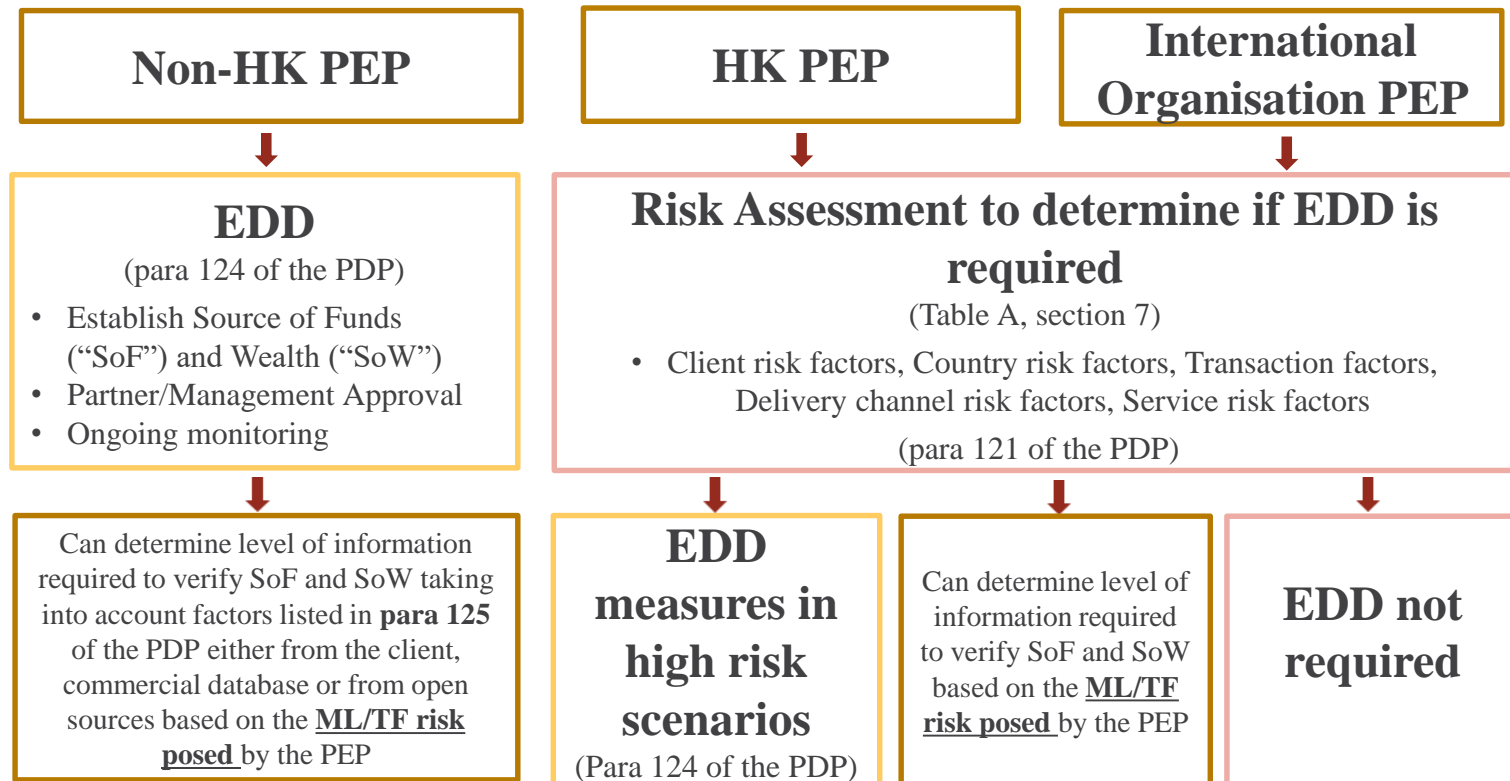 Non-HK PEP
HK PEP
International
Organisation PEP
EDD
(para 124 of the PDP)
• Establish Source of Funds
(“SoF”) and Wealth (“SoW”)
• Partner/Management Approval
• Ongoing monitoring
Risk Assessment to determine if EDD is
required
(Table A, section 7)
• Client risk factors, Country risk factors, Transaction factors,
Delivery channel risk factors, Service risk factors
(para 121 of the PDP)
Can determine level of information
required to verify SoF and SoW taking
into account factors listed in para 125
of the PDP either from the client,
commercial database or from open
sources based on the ML/TF risk
posed by the PEP
EDD
measures in
high risk
scenarios
(Para 124 of the PDP)
Can determine level of
information required
to verify SoF and SoW
based on the ML/TF
risk posed by the PEP
EDD not
required